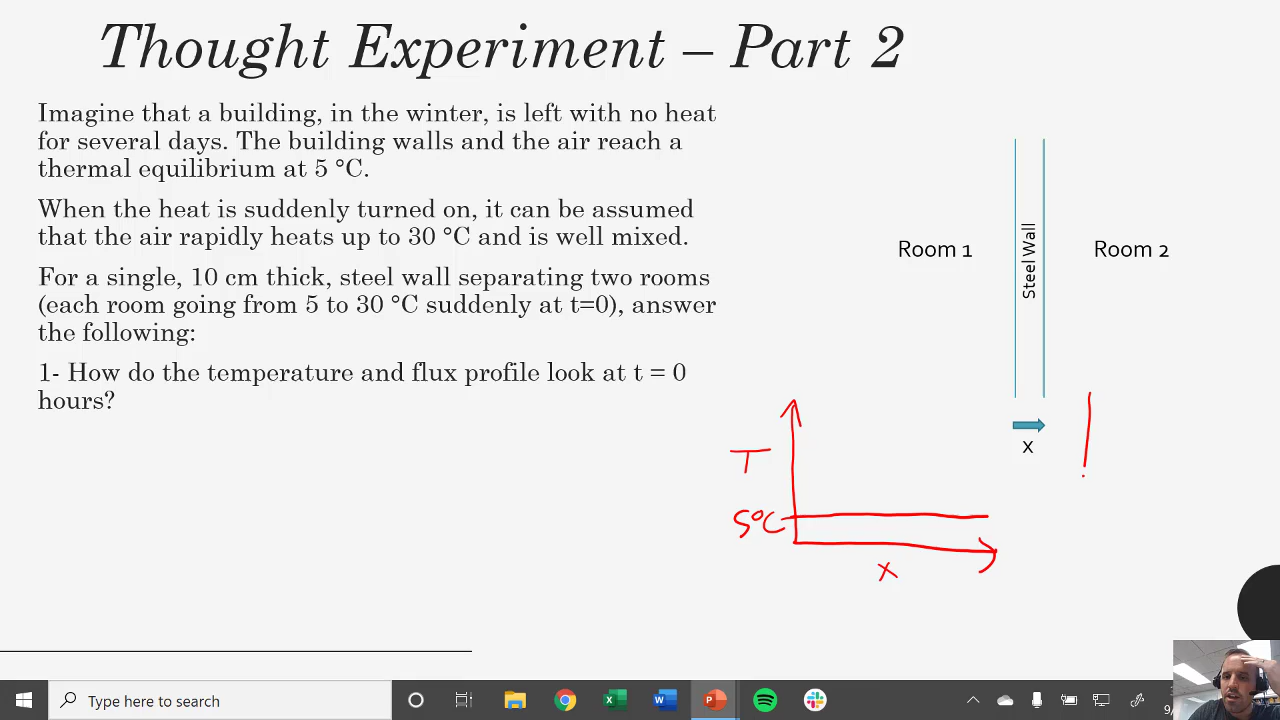 Thought Experiment – Part 2
Imagine that a building, in the winter, is left with no heat
for several days. The building walls and the air reach a
thermal equilibrium at 5 °C.
When the heat is suddenly turned on, it can be assumed
that the air rapidly heats up to 30 °C and is well mixed.
For a single, 10 cm thick, steel wall separating two rooms
(each room going from 5 to 30 °C suddenly at t=0), answer
the following:
1- How do the temperature and flux profile look at t = 0
hours?
Room 1
Steel Wall
Room 2
x
T
5°C
x
Type here to search